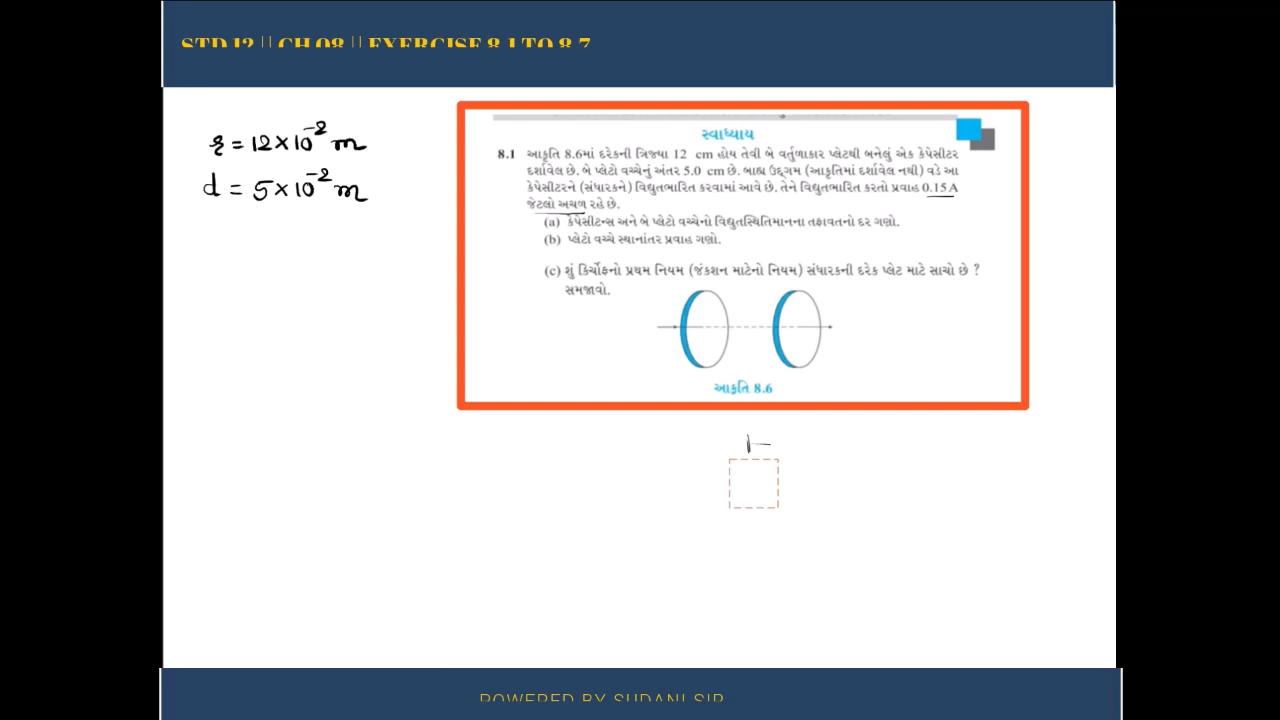 STD 12 || CH 08 || EXERCISE 8.1 TO 8.7
r = 12 × 10⁻² m
d = 5 × 10⁻² m
સ્વાધ્યાય
8.1 આકૃતિ 8.6માં દરેકની ત્રિજ્યા 12 cm હોય તેવી બે વર્તુળાકાર પ્લેટથી બનેલું એક કેપેસીટર
દર્શાવેલ છે. બે પ્લેટો વચ્ચેનું અંતર 5.0 cm છે. બાહ્ય ઉદ્‍ગમ (આકૃતિમાં દર્શાવેલ નથી) વડે આ
કેપેસીટરને (સંધારકને) વિદ્યુતભારિત કરવામાં આવે છે. તેને વિદ્યુતભારિત કરતો પ્રવાહ 0.15A
જેટલો અચળ રહે છે.
(a) કેપેસીટન્સ અને બે પ્લેટો વચ્ચેનો વિદ્યુતસ્થિતિમાનના તફાવતનો દર ગણો.
(b) પ્લેટો વચ્ચે સ્થાનાંતર પ્રવાહ ગણો.
(c) શું કિર્ચોફનો પ્રથમ નિયમ (જંકશન માટેનો નિયમ) સંધારકની દરેક પ્લેટ માટે સાચો છે ?
સમજાવો.
આકૃતિ 8.6
POWERED BY SUDANI SIR